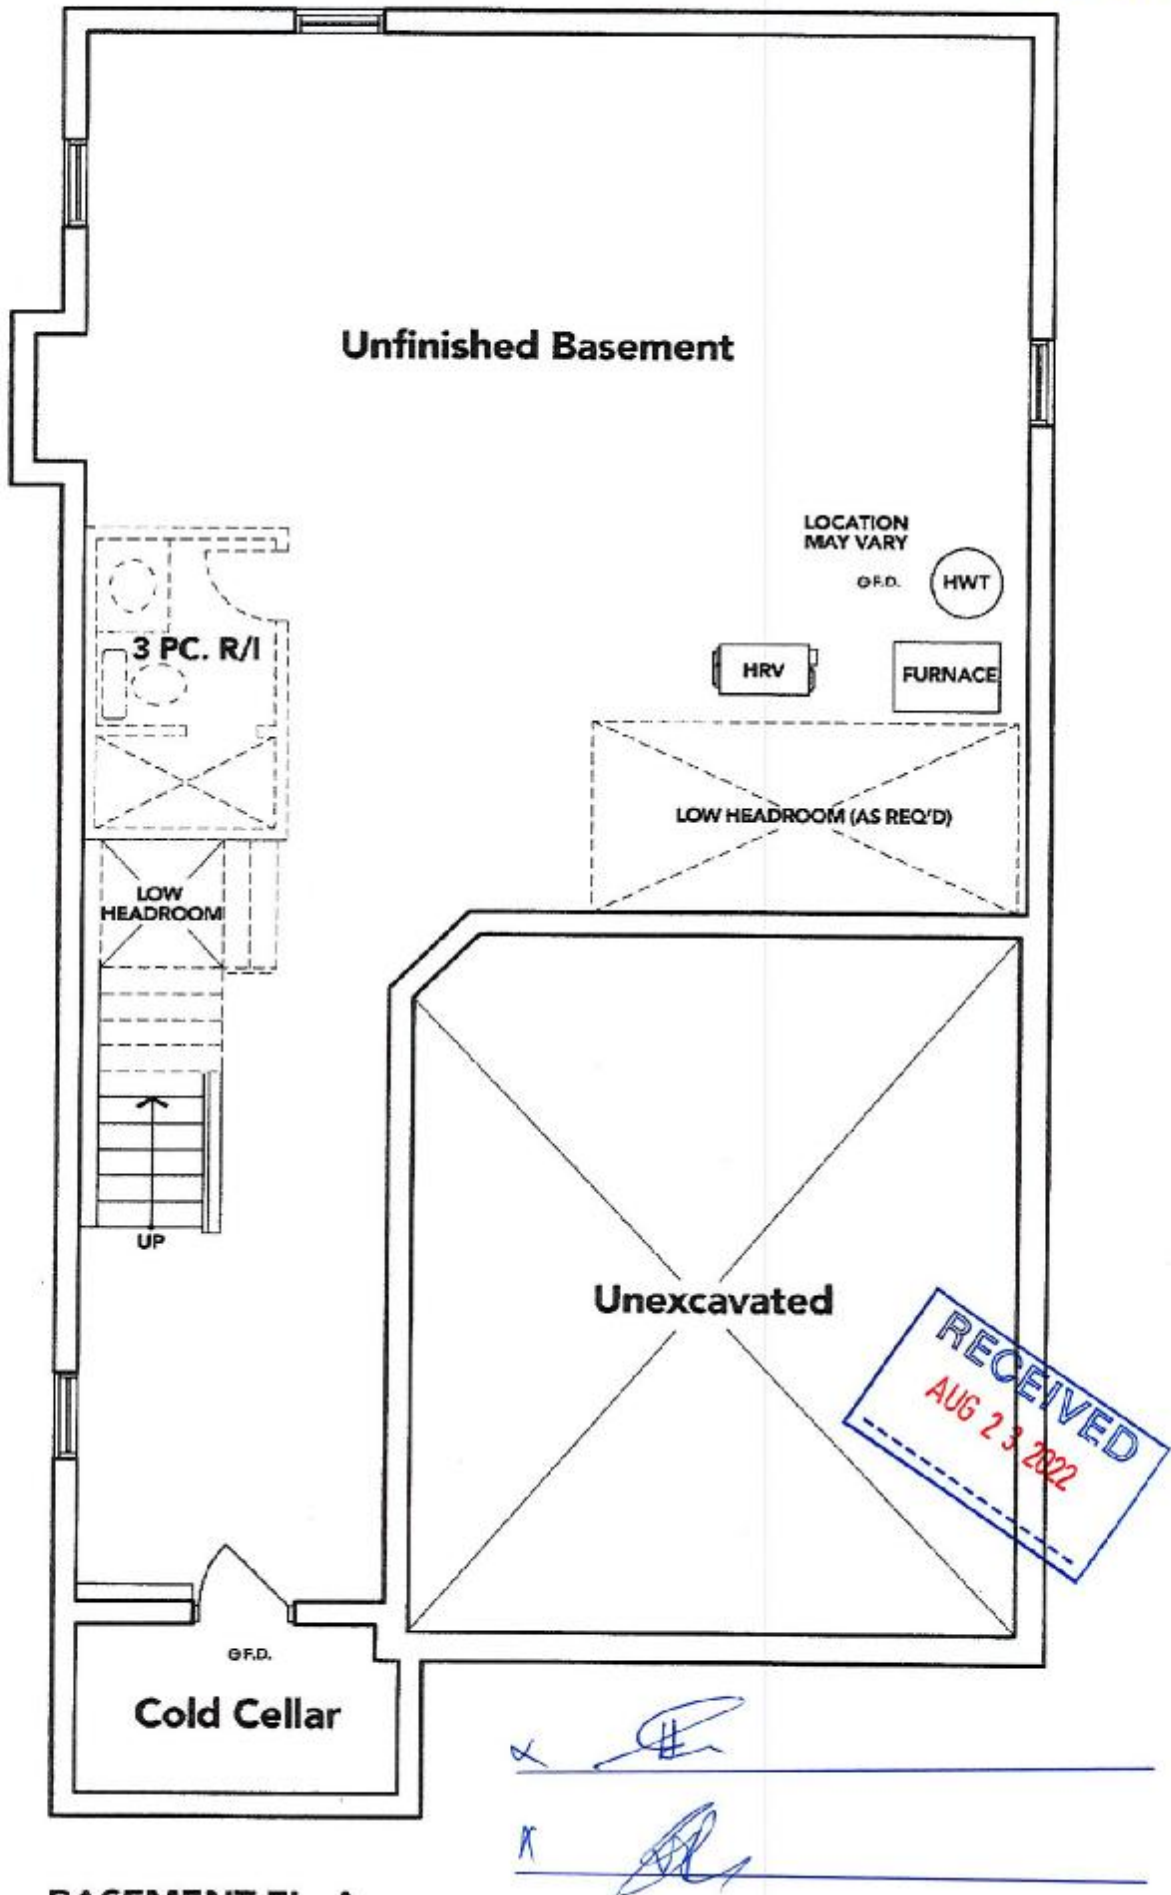 Unfinished Basement
LOCATION
MAY VARY
F.D.
HWT
3 PC. R/I
HRV
FURNACE
LOW HEADROOM (AS REQ'D)
LOW
HEADROOM
UP
Unexcavated
RECEIVED
AUG 23 2022
F.D.
Cold Cellar